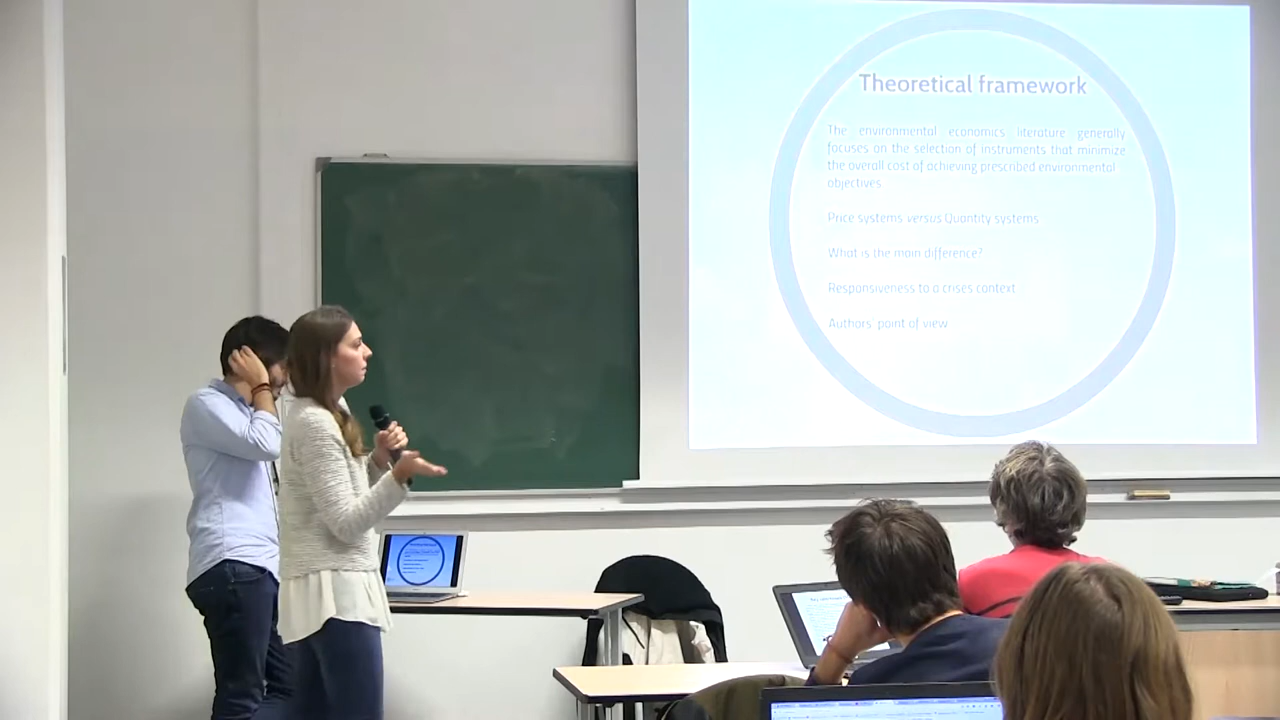 Theoretical framework
The environmental economics literature generally
focuses on the selection of instruments that minimize
the overall cost of achieving prescribed environmental
objectives
Price systems versus Quantity systems
What is the main difference?
Responsiveness to a crises context
Authors' point of view
Theoretical framework